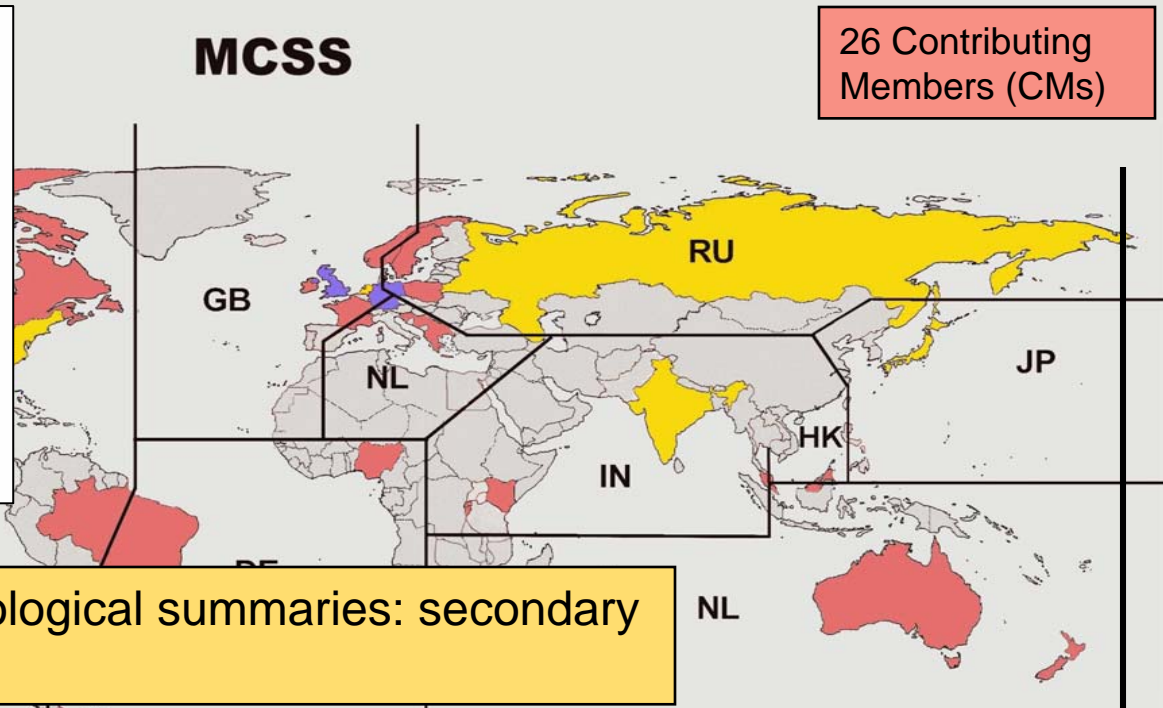 MCSS
26 Contributing
Members (CMs)
RU
GB
JP
NL
HK
IN
ological summaries: secondary
NL